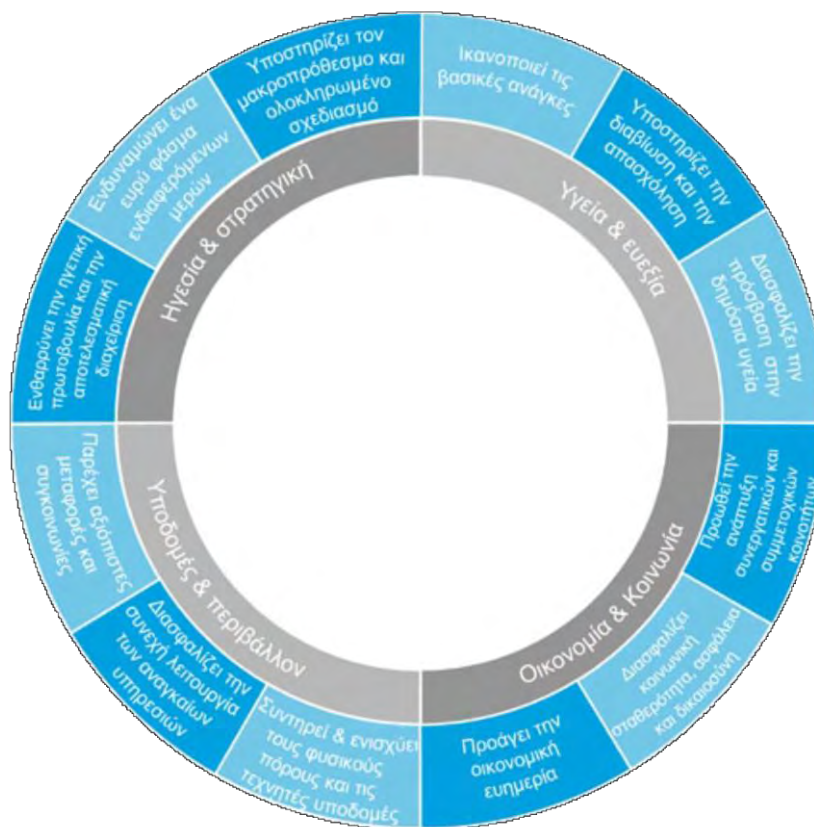 Υποστηρίζει τον
μακροπρόθεσμο και
ολοκληρωμένο
σχεδιασμό
Ικανοποιεί τις
βασικές ανάγκες
Υποστηρίζει την
διαβίωση και την
απασχόληση
Διασφαλίζει την
πρόσβαση στην
δημόσια υγεία
Προωθεί την
ανάπτυξη
συνεργατικών και
συμμετοχικών
κοινοτήτων
Διασφαλίζει
κοινωνική
σταθερότητα, ασφάλεια
και δικαιοσύνη
Προάγει την
οικονομική
ευημερία
Συντηρεί & ενισχύει
τους φυσικούς
πόρους και τις
τεχνητές υποδομές
Διασφαλίζει την
συνεχή λειτουργία
των αναγκαίων
υπηρεσιών
Παρέχει αξιόπιστες
μεταφορές και
συγκοινωνίες
Ενθαρρύνει την ηγετική
πρωτοβουλία και την
αποτελεσματική
διαχείριση
Ενδυναμώνει ένα
ευρύ φάσμα
ενδιαφερόμενων
μερών
Ηγεσία & στρατηγική
Υγεία & ευεξία
Οικονομία & Κοινωνία
Υποδομές & περιβάλλον